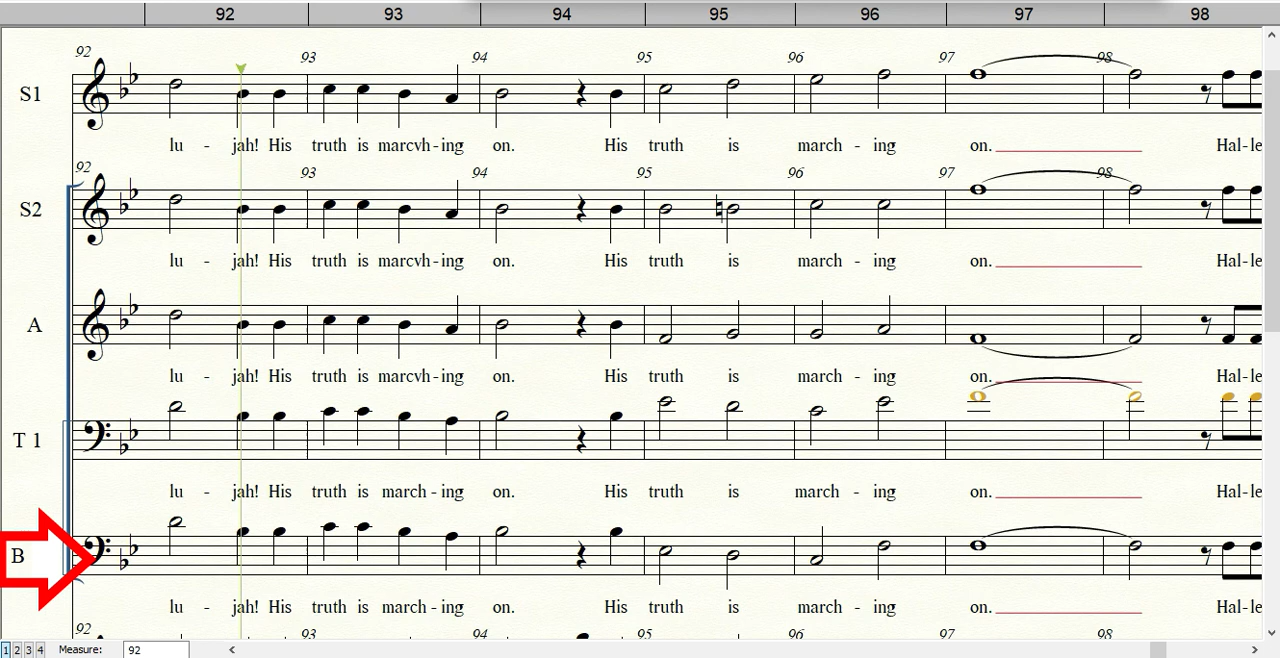 92 93 94 95 96 97 98
92 93 94 95 96 97 98
S1
lu - jah! His truth is marcvh-ing on. His truth is march - ing on. Hal-le
92 93 94 95 96 97 98
S2
lu - jah! His truth is marcvh-ing on. His truth is march - ing on. Hal-le
A
lu - jah! His truth is marcvh-ing on. His truth is march - ing on. Hal-le
T 1
lu - jah! His truth is march - ing on. His truth is march - ing on. Hal-le
B
lu - jah! His truth is march - ing on. His truth is march - ing on. Hal-le
92 93 94 95 96 97 98
1 2 3 4 Measure: 92